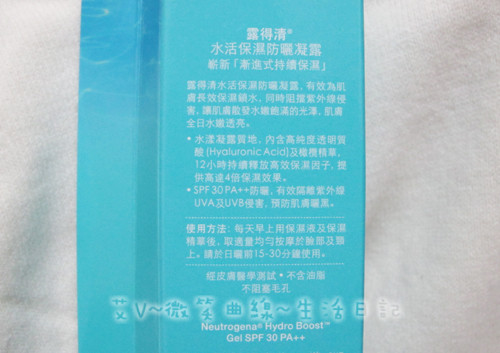 露得清®
水活保濕防曬凝露
嶄新「漸進式持續保濕」
露得清水活保濕防曬凝露，有效為肌
膚長效保濕鎖水，同時阻擋紫外線侵
害，讓肌膚散發水嫩飽滿的光澤，肌膚
全日水嫩透亮。
•水漾凝露質地，內含高純度透明質
酸(Hyaluronic Acid)及橄欖精華，
12小時持續釋放高效保濕因子，提
供高達4倍保濕效果。
•SPF 30 PA++防曬，有效隔離紫外線
UVA及UVB侵害，預防肌膚曬黑。
使用方法: 每天早上用保濕液及保濕
精華後，取適量均勻按摩於臉部及頸
上。請於日曬前15-30分鐘使用。
經皮膚醫學測試•不含油脂
不阻塞毛孔
艾V~微笑曲線~生活日記
Neutrogena® Hydro Boost™
Gel SPF 30 PA++